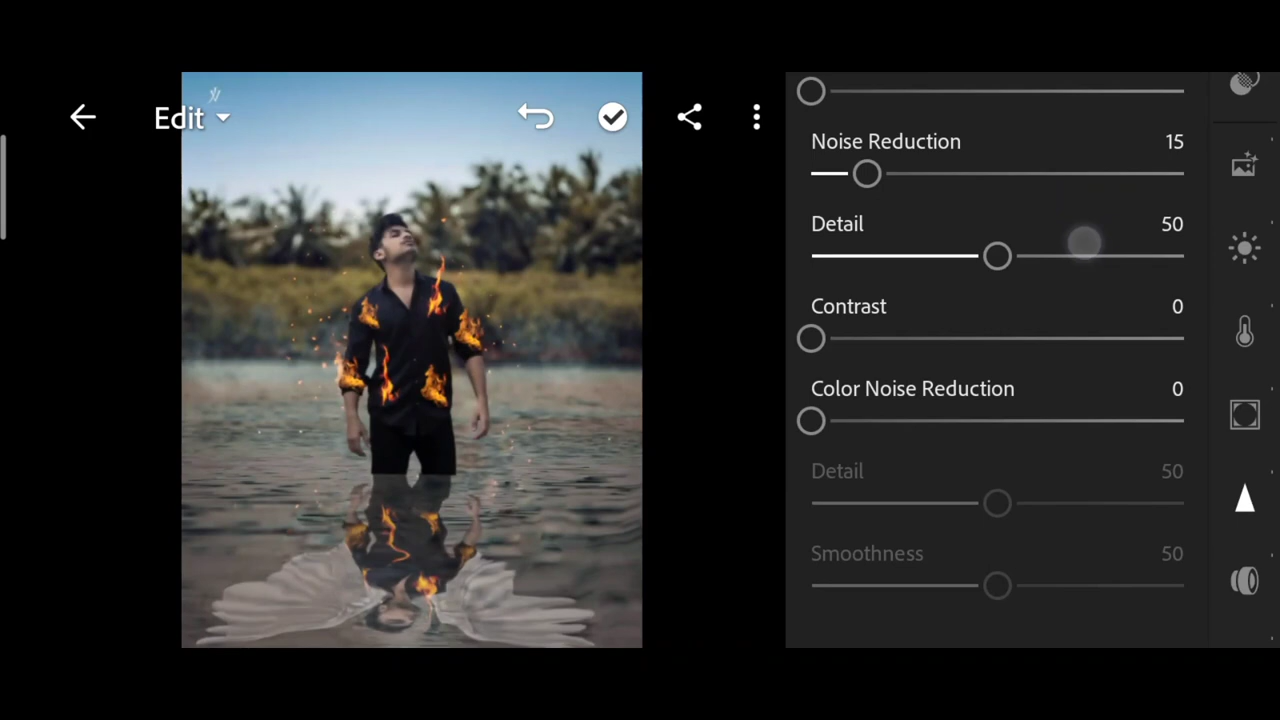 Edit
Noise Reduction 15
Detail 50
Contrast 0
Color Noise Reduction 0
Detail 50
Smoothness 50